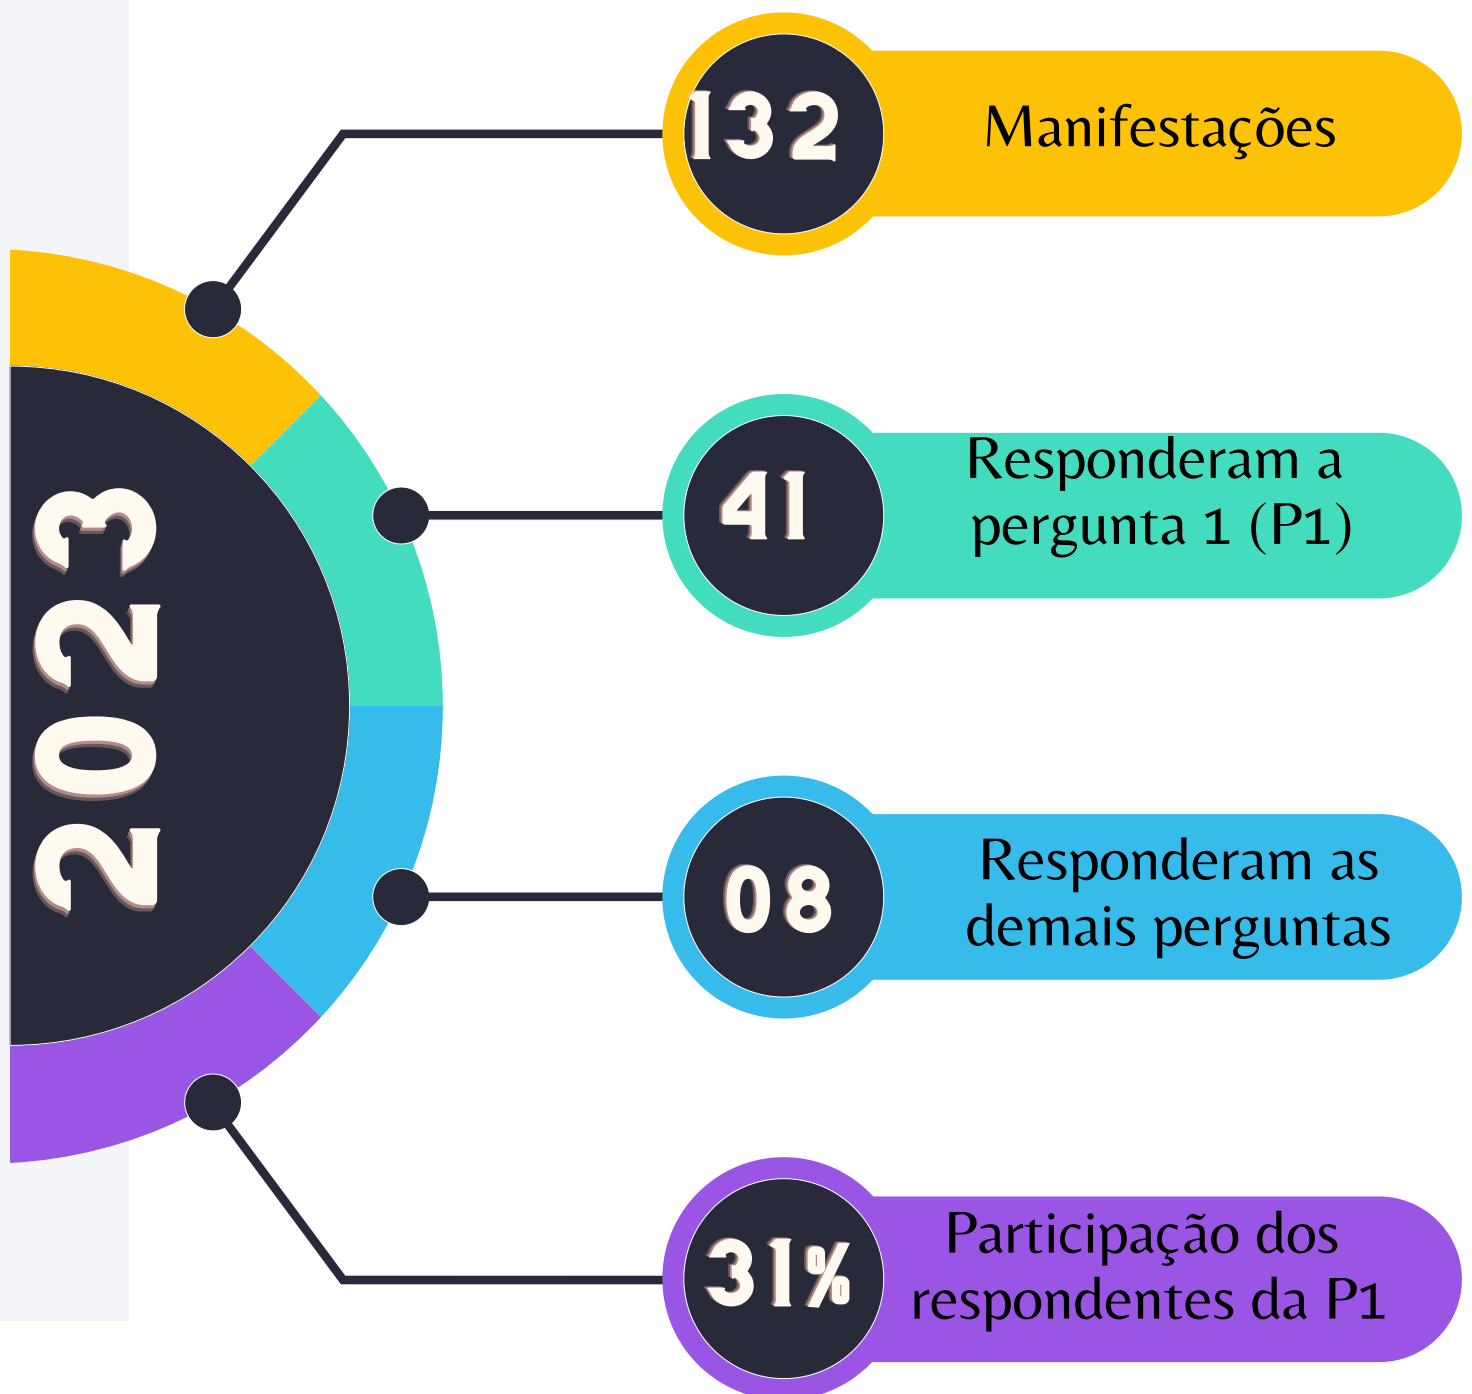 2023
132
Manifestações
41
Responderam a
pergunta 1 (P1)
08
Responderam as
demais perguntas
31%
Participação dos
respondentes da P1